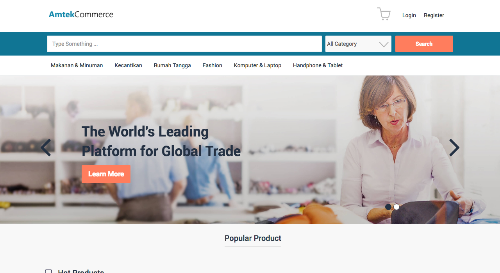 AmtekCommerce
Login Register
Type Something ...
All Category
Search
Makanan & Minuman Kecantikan Rumah Tangga Fashion Komputer & Laptop Handphone & Tablet
The World's Leading
Platform for Global Trade
Learn More
Popular Product
Hot Products